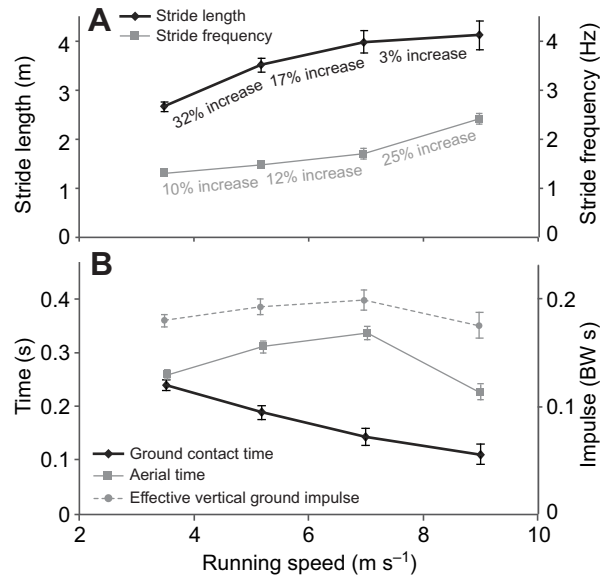 A
Stride length
Stride frequency
4
3
2
1
0
Stride length (m)
32% increase
17% increase
3% increase
10% increase
12% increase
25% increase
4
3
2
1
0
Stride frequency (Hz)
B
0.4
0.3
0.2
0.1
0
Time (s)
Ground contact time
Aerial time
Effective vertical ground impulse
0.2
0.1
0
Impulse (BW s)
2
4
6
8
10
Running speed (m s–1)